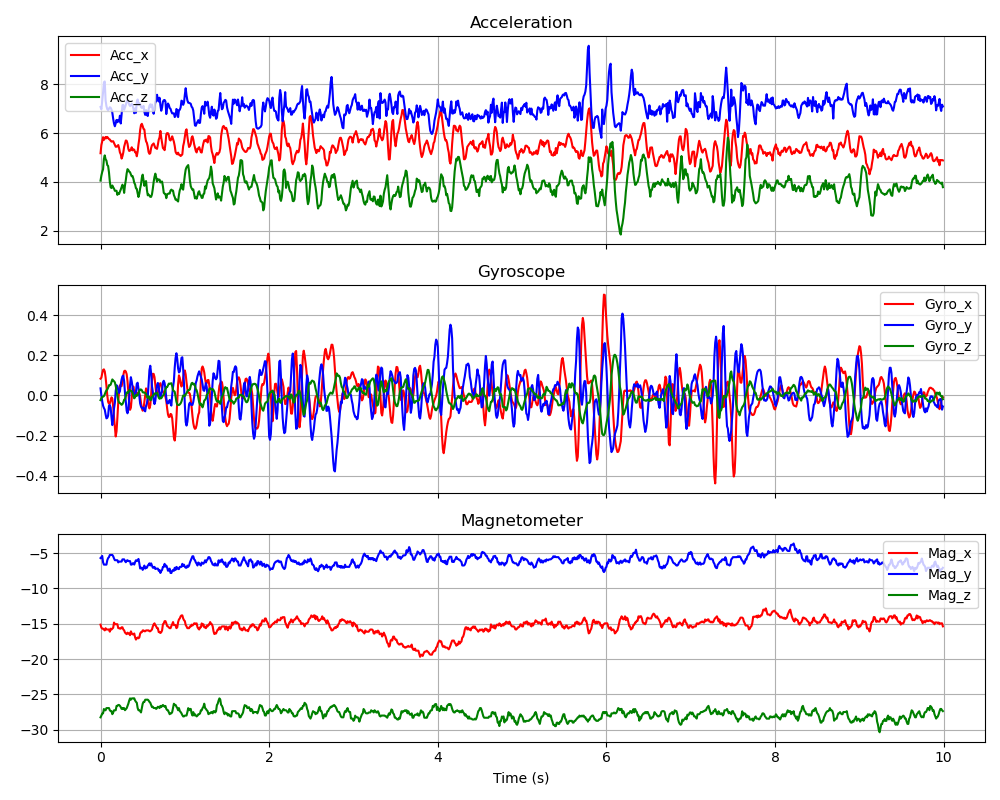 Acceleration
Acc_x
Acc_y
Acc_z
8
6
4
2
Gyroscope
Gyro_x
Gyro_y
Gyro_z
0.4
0.2
0.0
−0.2
−0.4
Magnetometer
Mag_x
Mag_y
Mag_z
−5
−10
−15
−20
−25
−30
0 2 4 6 8 10
Time (s)